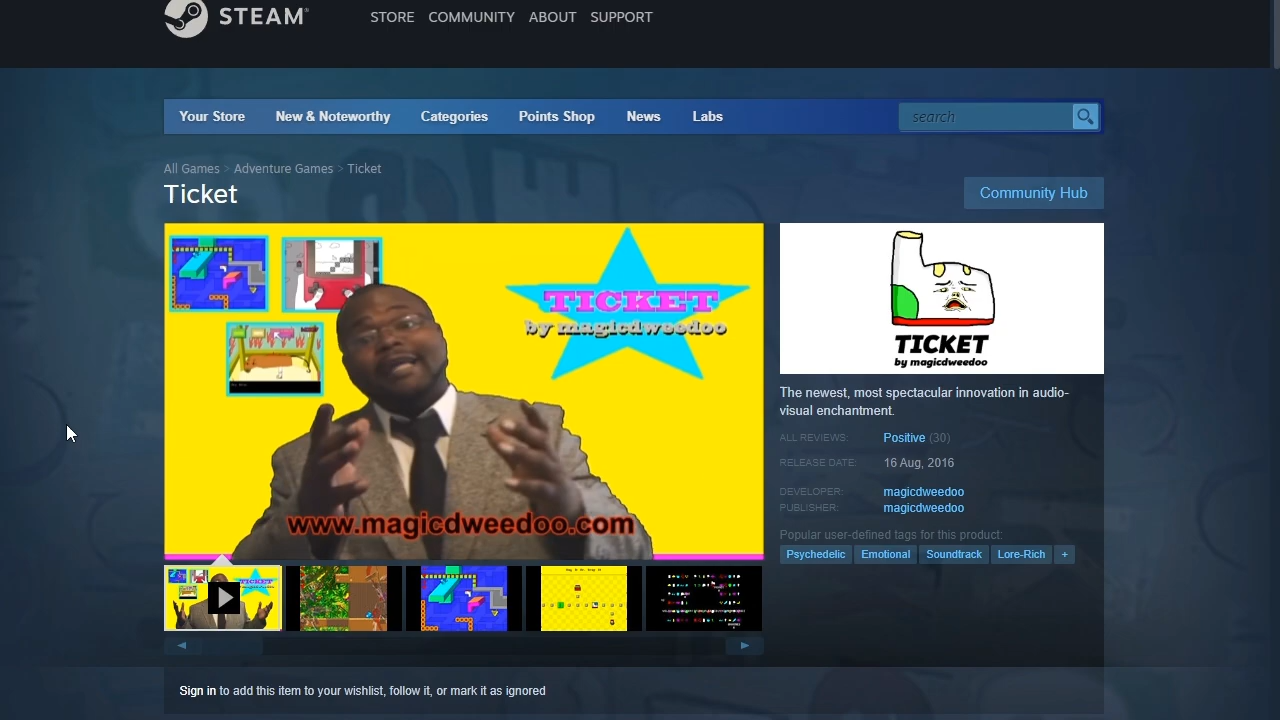 STEAM
STORE COMMUNITY ABOUT SUPPORT
Your Store New & Noteworthy Categories Points Shop News Labs search
All Games > Adventure Games > Ticket
Ticket
Community Hub
TICKET
by magicdweedoo
www.magicdweedoo.com
TICKET
by magicdweedoo
The newest, most spectacular innovation in audio-
visual enchantment.
ALL REVIEWS: Positive (30)
RELEASE DATE: 16 Aug, 2016
DEVELOPER: magicdweedoo
PUBLISHER: magicdweedoo
Popular user-defined tags for this product:
Psychedelic Emotional Soundtrack Lore-Rich +
Sign in to add this item to your wishlist, follow it, or mark it as ignored